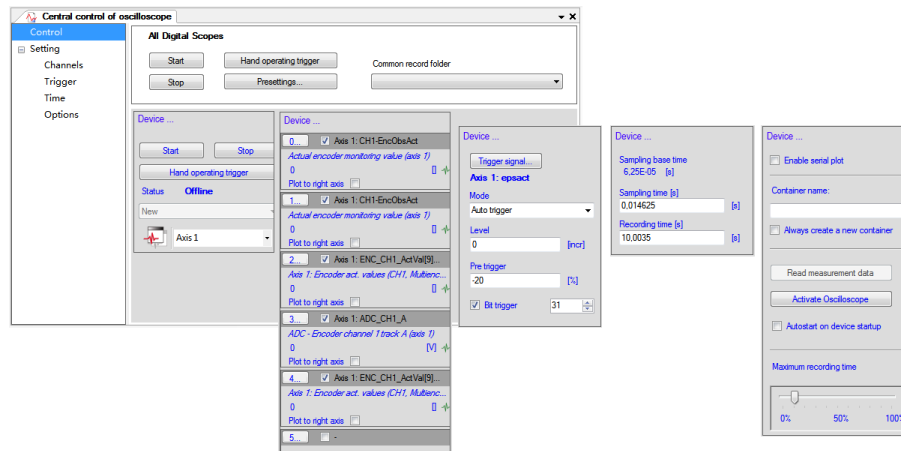 Central control of oscilloscope
Control
Setting
Channels
Trigger
Time
Options
All Digital Scopes
Start
Hand operating trigger
Common record folder
Stop
Presettings...
Device ...
Start
Stop
Hand operating trigger
Status
Offline
New
Axis 1
Device ...
0...
Axis 1: CH1-EncObsAct
Actual encoder monitoring value (axis 1)
0
[]
Plot to right axis
1...
Axis 1: CH1-EncObsAct
Actual encoder monitoring value (axis 1)
0
[]
Plot to right axis
2...
Axis 1: ENC_CH1_ActVal[9]...
Axis 1: Encoder act. values (CH1, Multienc...
0
[]
Plot to right axis
3...
Axis 1: ADC_CH1_A
ADC - Encoder channel 1 track A (axis 1)
0
[V]
Plot to right axis
4...
Axis 1: ENC_CH1_ActVal[9]...
Axis 1: Encoder act. values (CH1, Multienc...
0
[]
Plot to right axis
5...
-
Device ...
Trigger signal...
Axis 1: epsact
Mode
Auto trigger
Level
0
[incr]
Pre trigger
-20
[%]
Bit trigger
31
Device ...
Sampling base time
6,25E-05
[s]
Sampling time [s]
0,014625
[s]
Recording time [s]
10,0035
[s]
Device ...
Enable serial plot
Container name:
Always create a new container
Read measurement data
Activate Oscilloscope
Autostart on device startup
Maximum recording time
0%
50%
100%